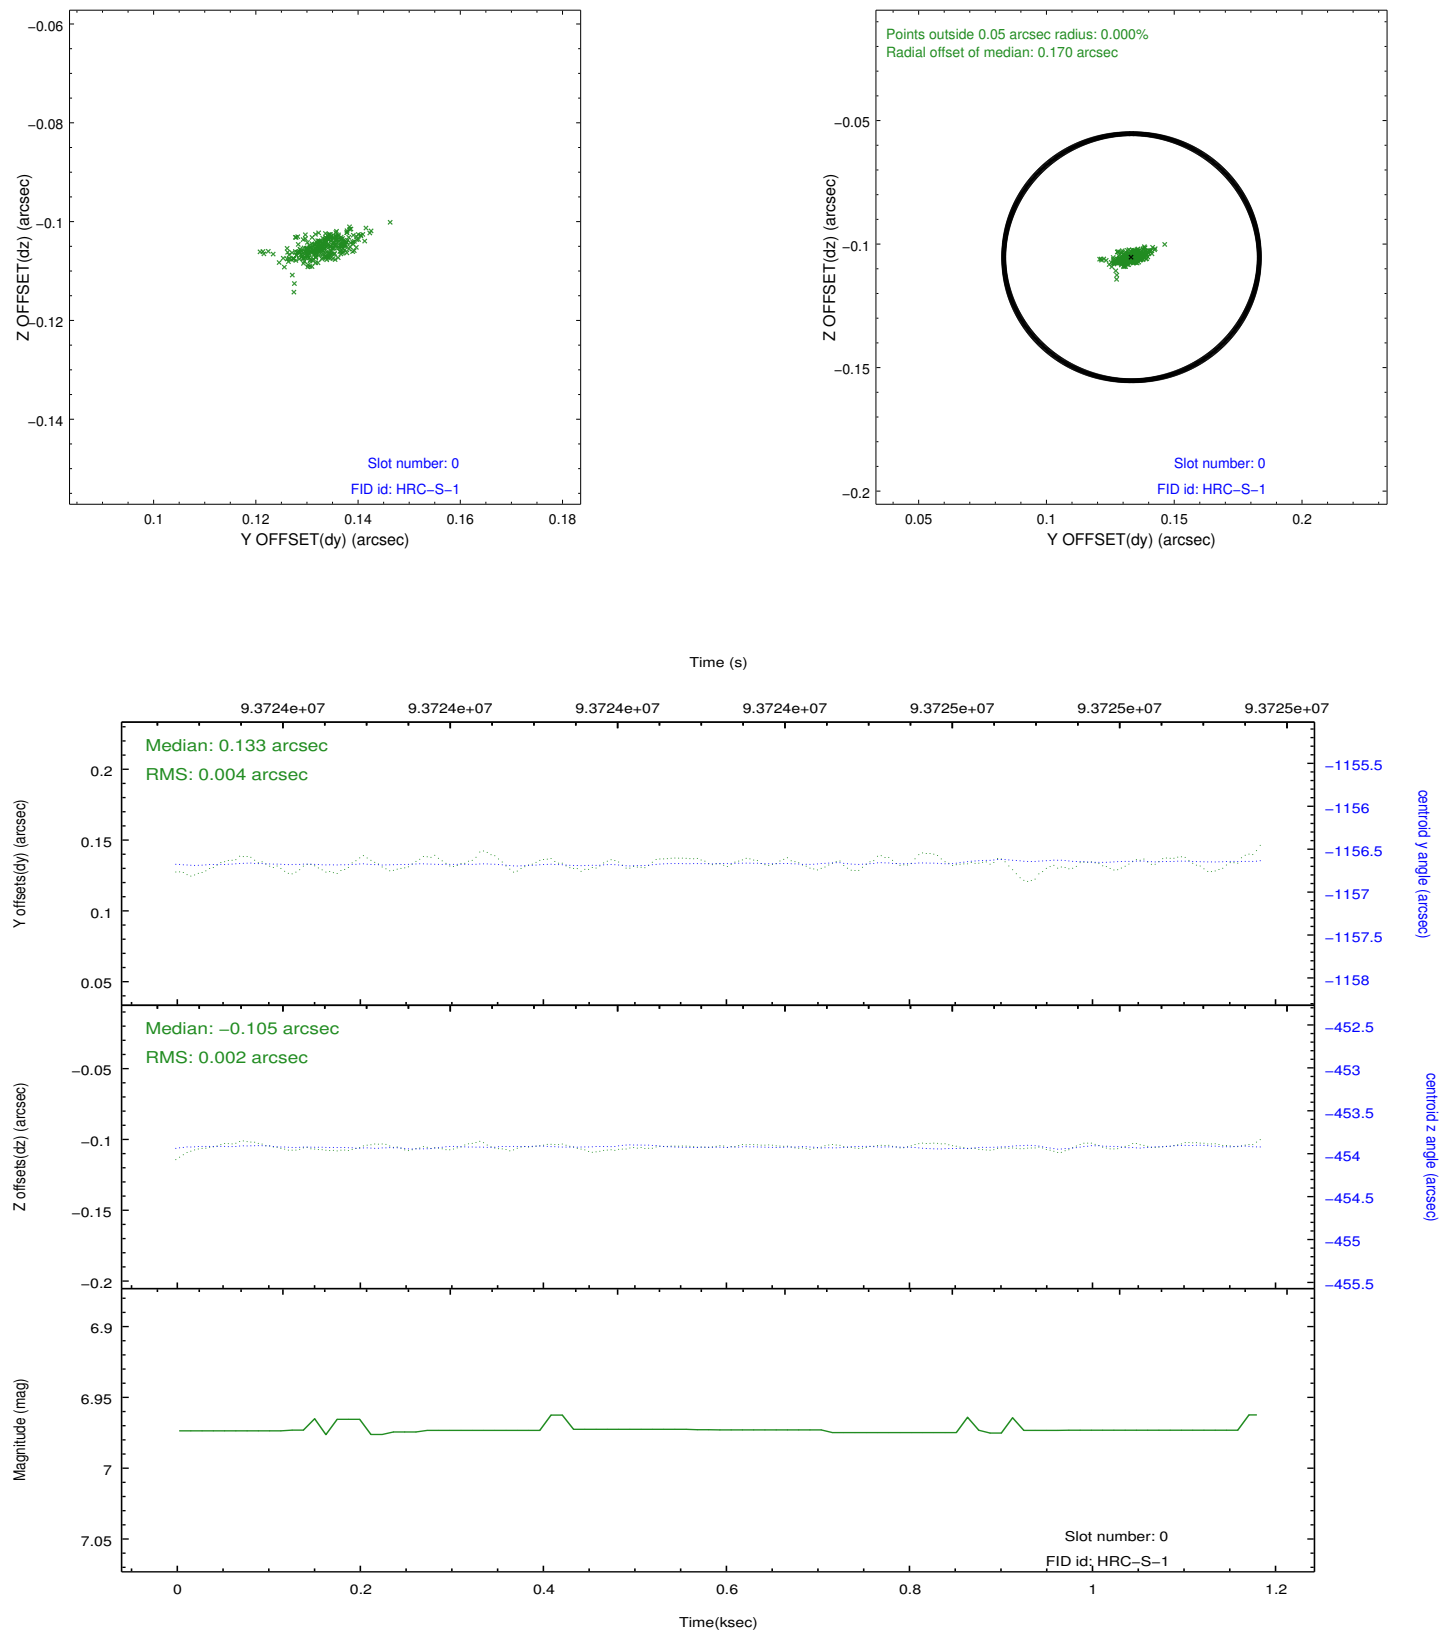 −0.06
−0.08
−0.1
−0.12
−0.14
Z OFFSET(dz) (arcsec)
Slot number: 0
FID id: HRC−S−1
0.1 0.12 0.14 0.16 0.18
Y OFFSET(dy) (arcsec)
Points outside 0.05 arcsec radius: 0.000%
Radial offset of median: 0.170 arcsec
−0.05
−0.1
−0.15
−0.2
Z OFFSET(dz) (arcsec)
Slot number: 0
FID id: HRC−S−1
0.05 0.1 0.15 0.2
Y OFFSET(dy) (arcsec)
Time (s)
9.3724e+07 9.3724e+07 9.3724e+07 9.3724e+07 9.3725e+07 9.3725e+07 9.3725e+07
Median: 0.133 arcsec
RMS: 0.004 arcsec
0.2
0.15
0.1
0.05
Y offsets(dy) (arcsec)
−1155.5
−1156
−1156.5
−1157
−1157.5
−1158
centroid y angle (arcsec)
Median: −0.105 arcsec
RMS: 0.002 arcsec
−0.05
−0.1
−0.15
−0.2
Z offsets(dz) (arcsec)
−452.5
−453
−453.5
−454
−454.5
−455
−455.5
centroid z angle (arcsec)
6.9
6.95
7
7.05
Magnitude (mag)
Slot number: 0
FID id: HRC−S−1
0 0.2 0.4 0.6 0.8 1 1.2
Time(ksec)